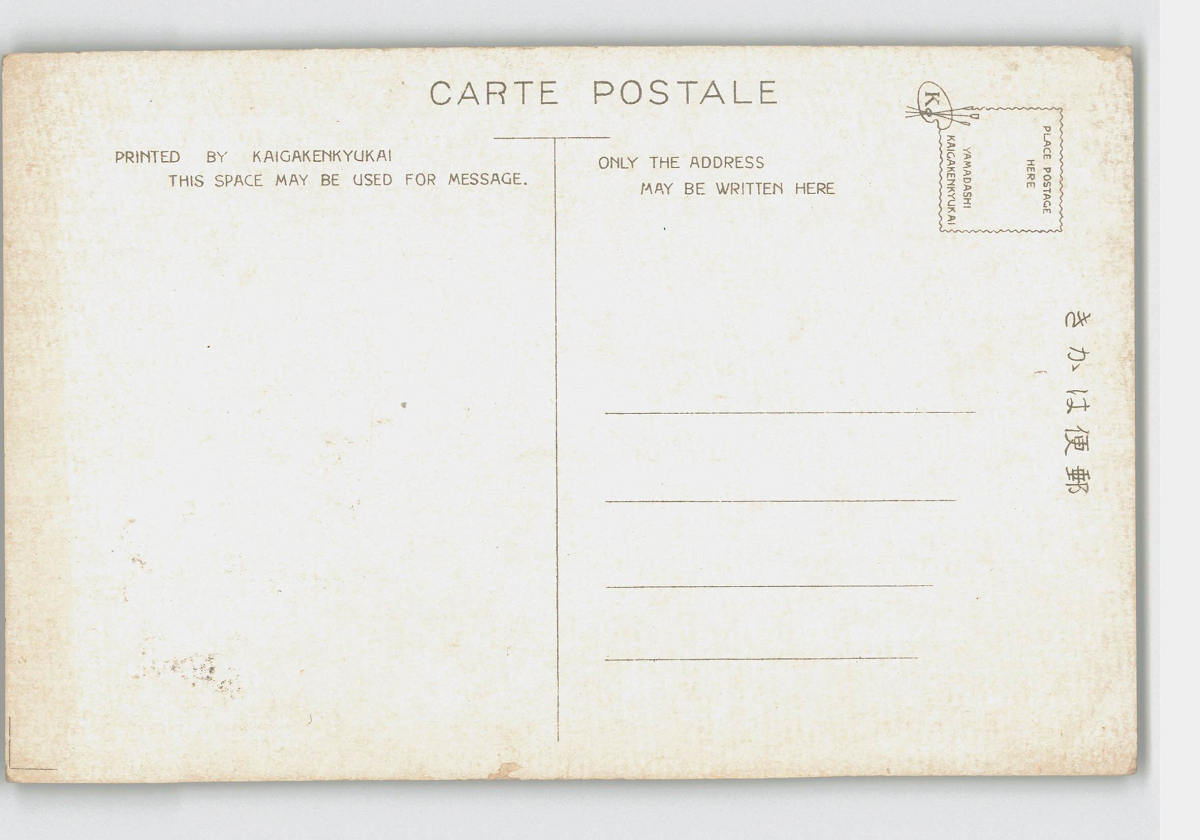 CARTE POSTALE
PRINTED BY KAIGAKENKYUKAI
THIS SPACE MAY BE USED FOR MESSAGE.
ONLY THE ADDRESS
MAY BE WRITTEN HERE
K
PLACE POSTAGE
HERE
YAMADASHI
KAIGAKENKYUKAI
きかは便郵